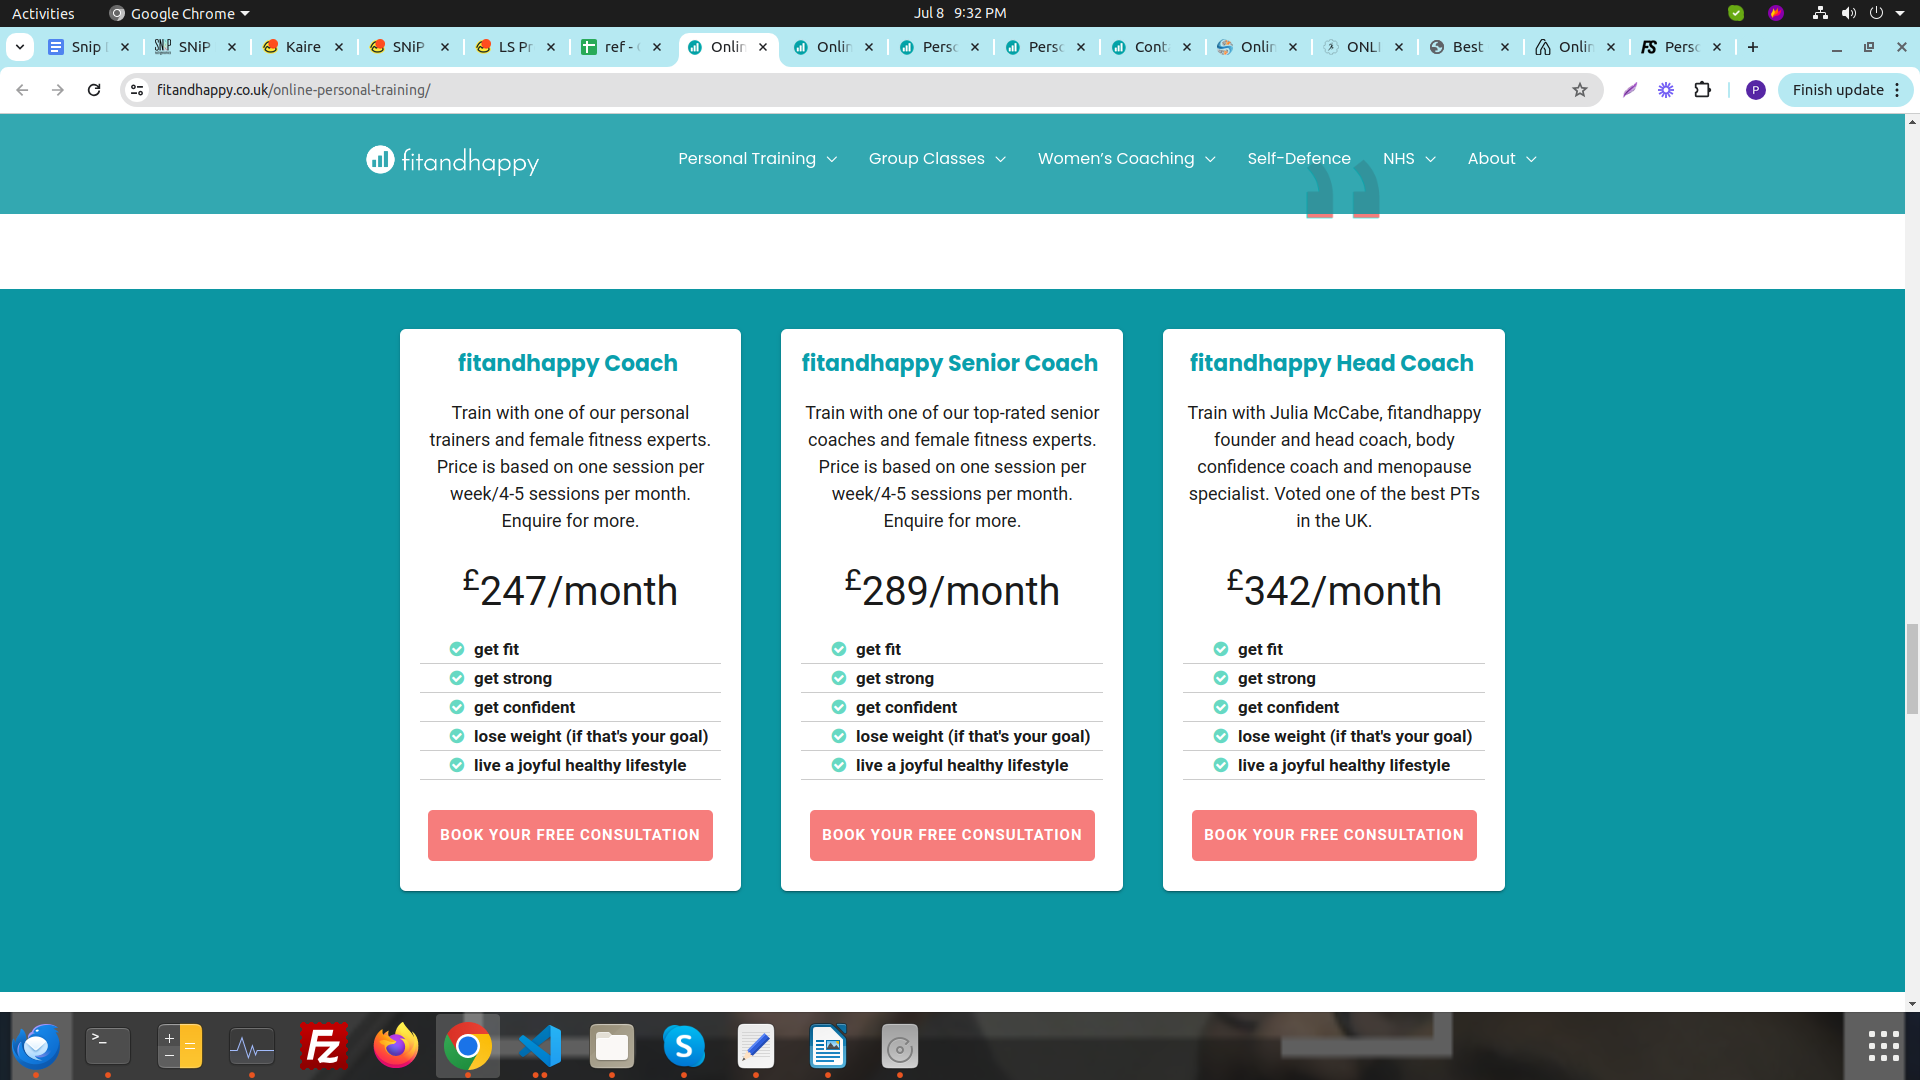 Activities
Google Chrome
Jul 8 9:32 PM
Snip
SNiP
Kaire
SNiP
LS Pr
ref -
Onlin
Onlin
Perso
Perso
Cont
Onlin
ONLI
Best
Onlin
FS Perso
fitandhappy.co.uk/online-personal-training/
P
Finish update
fitandhappy
Personal Training
Group Classes
Women’s Coaching
Self-Defence
NHS
About
fitandhappy Coach
Train with one of our personal
trainers and female fitness experts.
Price is based on one session per
week/4-5 sessions per month.
Enquire for more.
£247/month
get fit
get strong
get confident
lose weight (if that's your goal)
live a joyful healthy lifestyle
BOOK YOUR FREE CONSULTATION
fitandhappy Senior Coach
Train with one of our top-rated senior
coaches and female fitness experts.
Price is based on one session per
week/4-5 sessions per month.
Enquire for more.
£289/month
get fit
get strong
get confident
lose weight (if that's your goal)
live a joyful healthy lifestyle
BOOK YOUR FREE CONSULTATION
fitandhappy Head Coach
Train with Julia McCabe, fitandhappy
founder and head coach, body
confidence coach and menopause
specialist. Voted one of the best PTs
in the UK.
£342/month
get fit
get strong
get confident
lose weight (if that's your goal)
live a joyful healthy lifestyle
BOOK YOUR FREE CONSULTATION